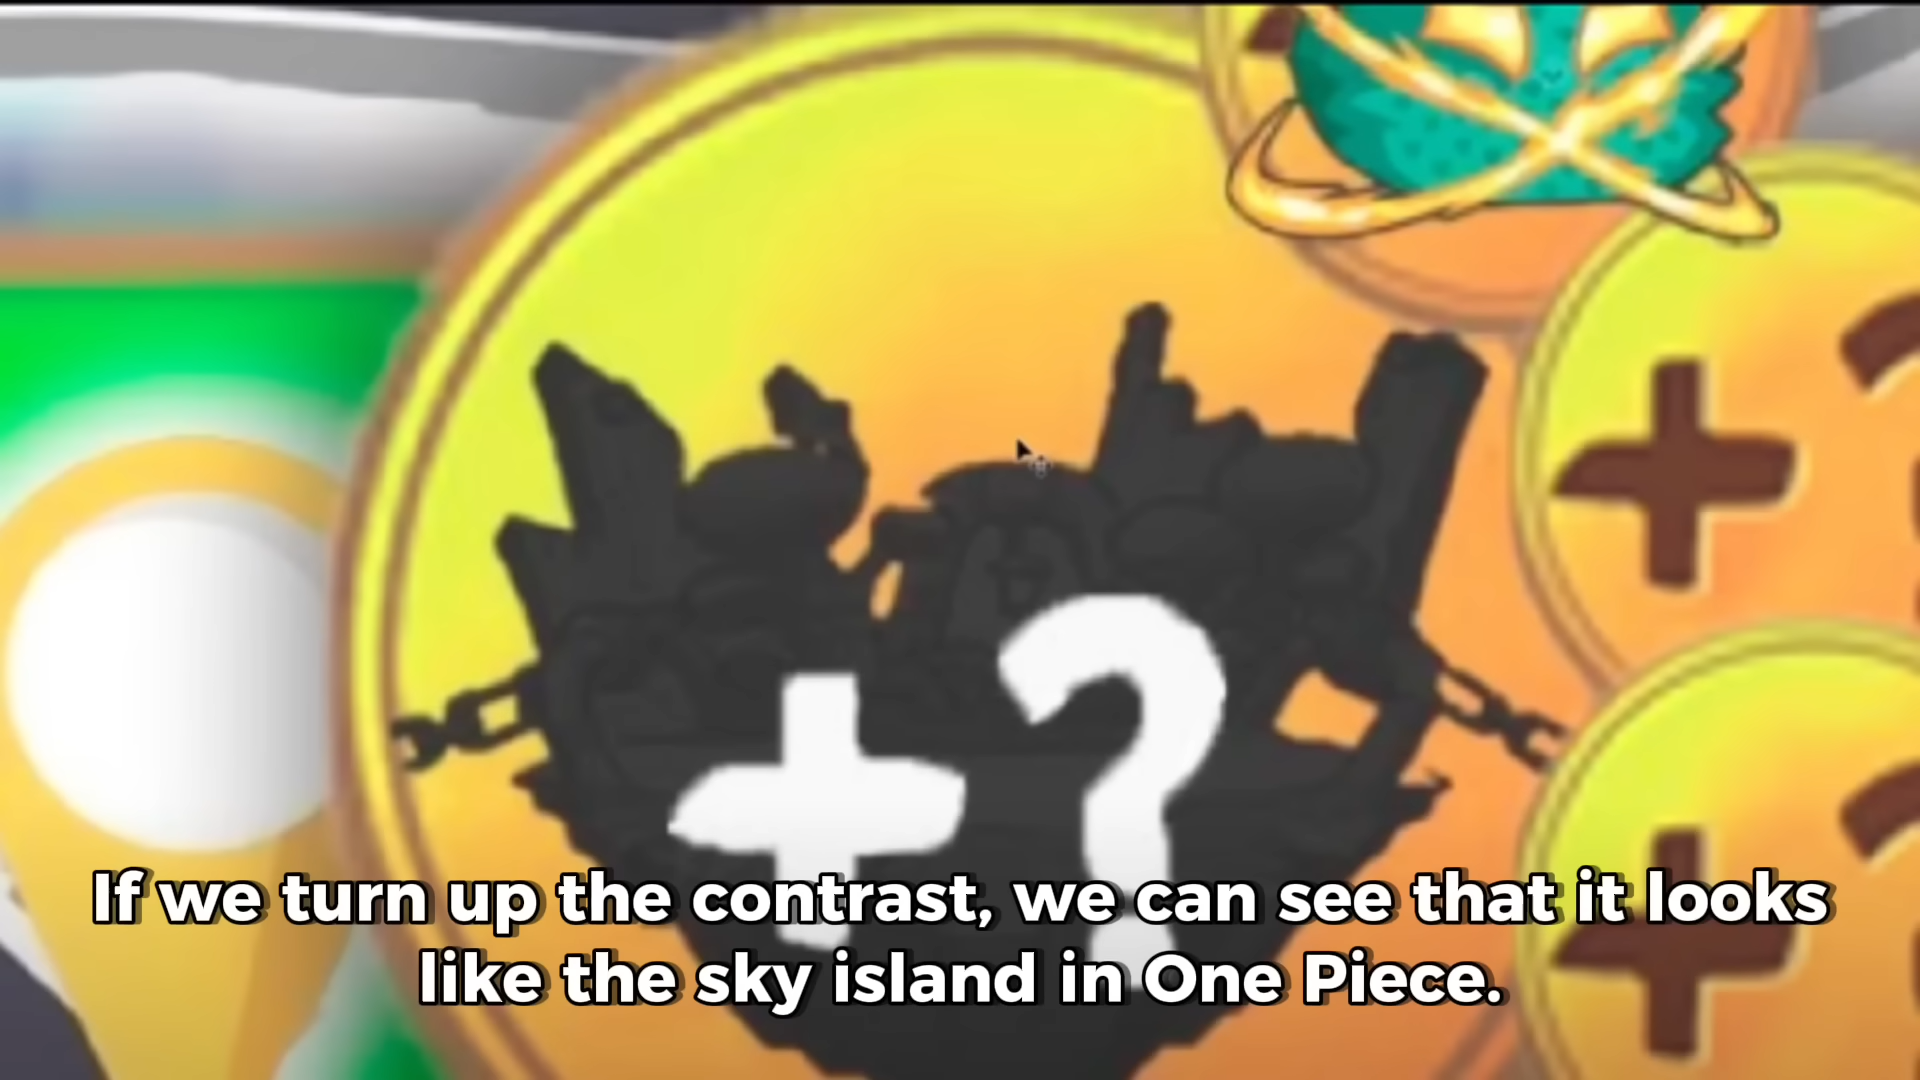 +?
+
+
If we turn up the contrast, we can see that it looks
like the sky island in One Piece.